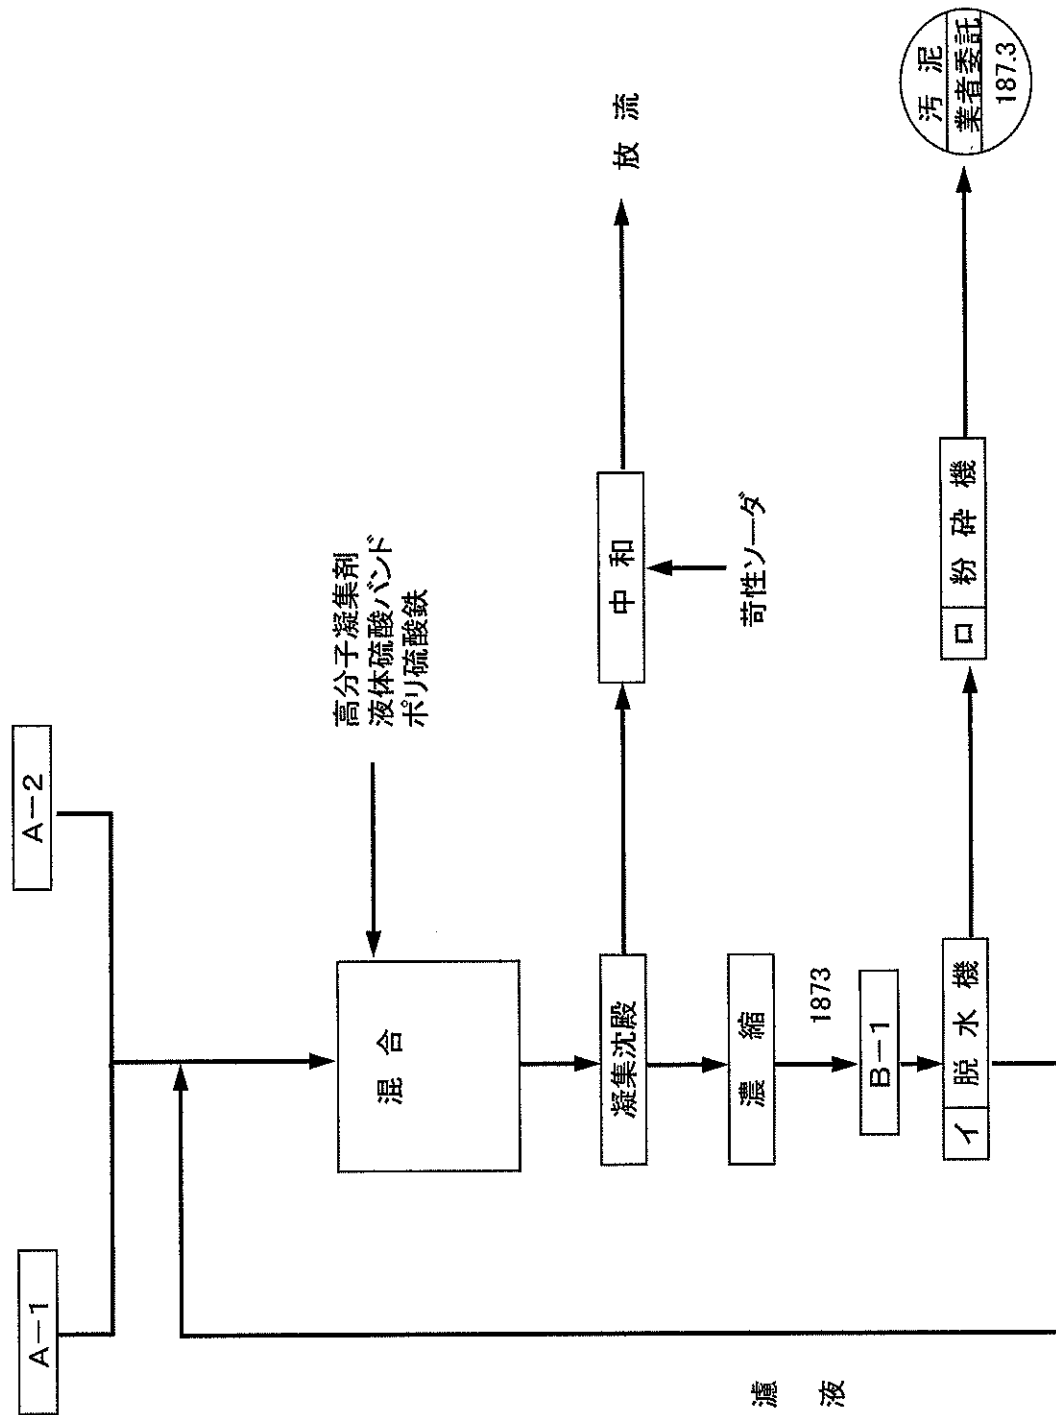 A－1
A－2
高分子凝集剤
液体硫酸バンド
ポリ硫酸鉄
混 合
凝集沈殿
中 和
放 流
苛性ソーダ
濃 縮
1873
B－1
イ 脱 水 機
ロ 粉 砕 機
汚 泥
業者委託
187.3
濾 液